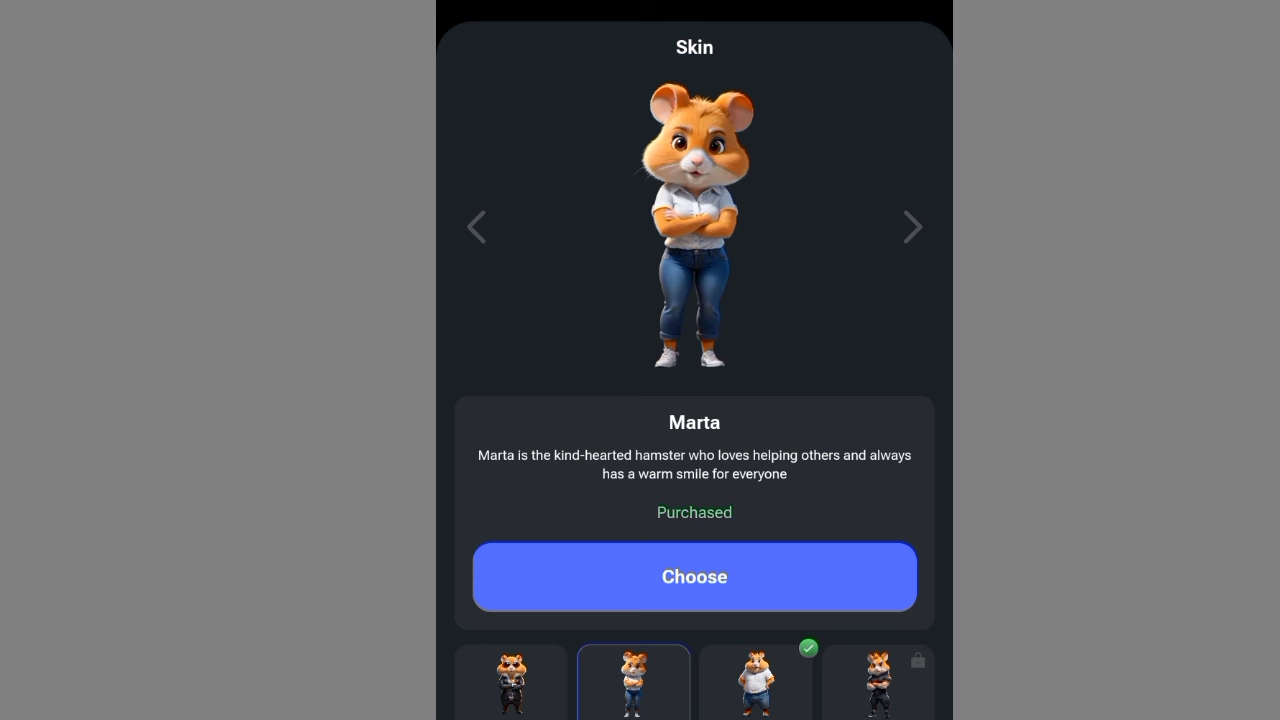 Skin
Marta
Marta is the kind-hearted hamster who loves helping others and always
has a warm smile for everyone
Purchased
Choose